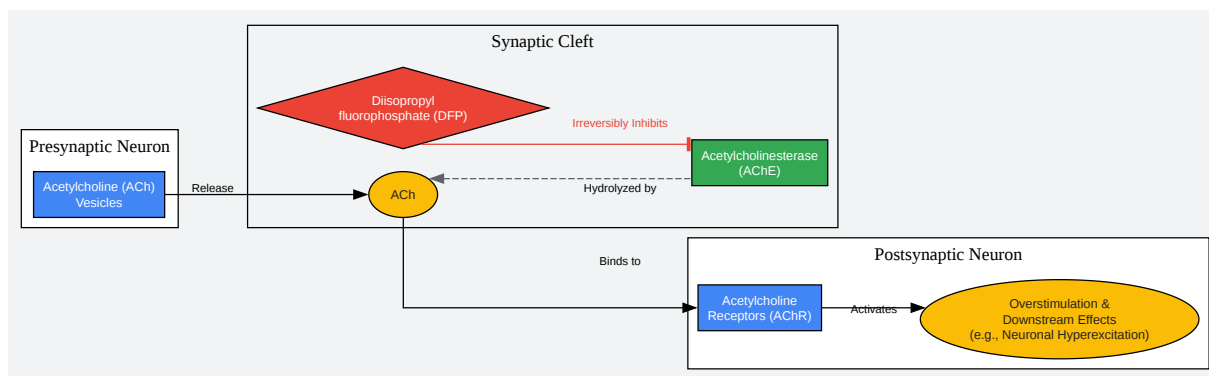 Synaptic Cleft
Diisopropyl
fluorophosphate (DFP)
Irreversibly Inhibits
Acetylcholinesterase
(AChE)
Presynaptic Neuron
Acetylcholine (ACh)
Vesicles
Release
ACh
Hydrolyzed by
Binds to
Postsynaptic Neuron
Acetylcholine
Receptors (AChR)
Activates
Overstimulation &
Downstream Effects
(e.g., Neuronal Hyperexcitation)